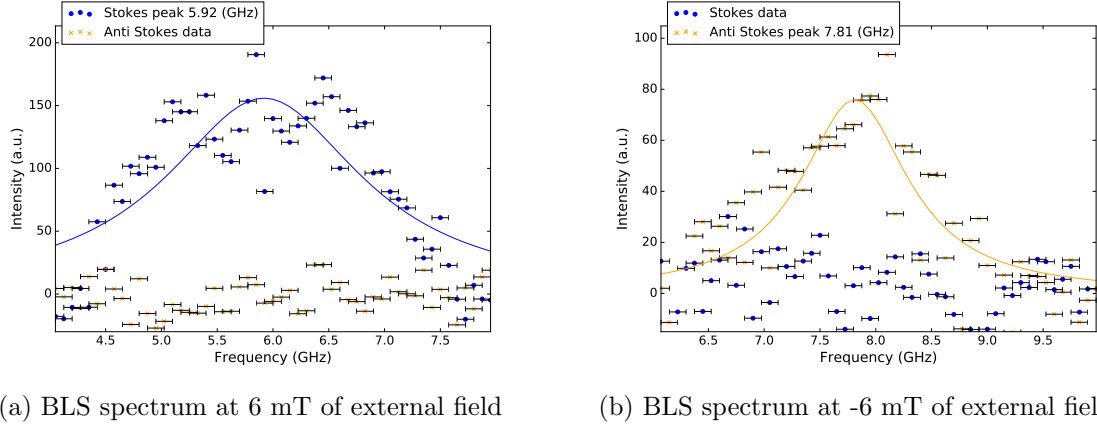 Stokes peak 5.92 (GHz)
Anti Stokes data
200
150
100
50
0
Intensity (a.u.)
4.5 5.0 5.5 6.0 6.5 7.0 7.5
Frequency (GHz)
Stokes data
Anti Stokes peak 7.81 (GHz)
100
80
60
40
20
0
Intensity (a.u.)
6.5 7.0 7.5 8.0 8.5 9.0 9.5
Frequency (GHz)
(a) BLS spectrum at 6 mT of external field
(b) BLS spectrum at -6 mT of external fiel